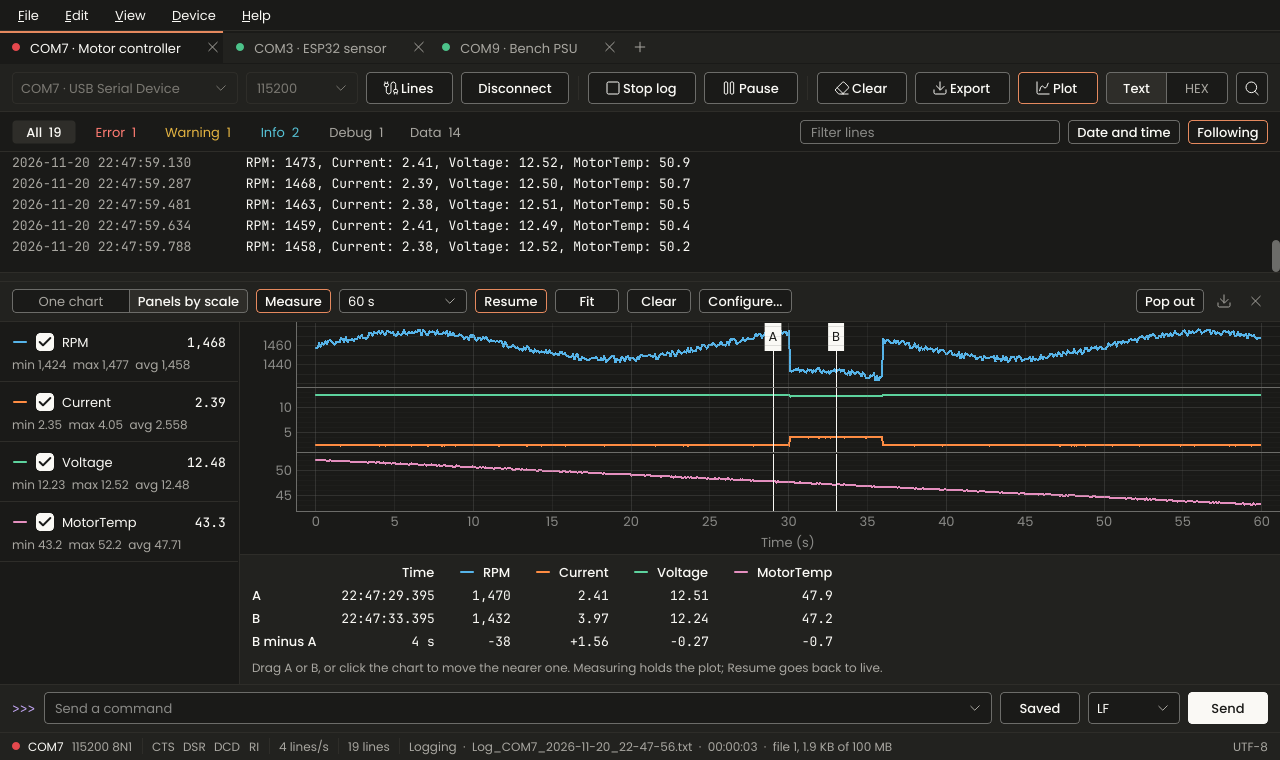 File Edit View Device Help
COM7 · Motor controller COM3 · ESP32 sensor COM9 · Bench PSU
COM7 · USB Serial Device 115200 Lines Disconnect Stop log Pause Clear Export Plot Text HEX
All 19 Error 1 Warning 1 Info 2 Debug 1 Data 14 Filter lines Date and time Following
2026-11-20 22:47:59.130 RPM: 1473, Current: 2.41, Voltage: 12.52, MotorTemp: 50.9
2026-11-20 22:47:59.287 RPM: 1468, Current: 2.39, Voltage: 12.50, MotorTemp: 50.7
2026-11-20 22:47:59.481 RPM: 1463, Current: 2.38, Voltage: 12.51, MotorTemp: 50.5
2026-11-20 22:47:59.634 RPM: 1459, Current: 2.41, Voltage: 12.49, MotorTemp: 50.4
2026-11-20 22:47:59.788 RPM: 1458, Current: 2.38, Voltage: 12.52, MotorTemp: 50.2
One chart Panels by scale Measure 60 s Resume Fit Clear Configure... Pop out
RPM 1,468
min 1,424 max 1,477 avg 1,458
Current 2.39
min 2.35 max 4.05 avg 2.558
Voltage 12.48
min 12.23 max 12.52 avg 12.48
MotorTemp 43.3
min 43.2 max 52.2 avg 47.71
A B
1460
1440
10
5
50
45
0 5 10 15 20 25 30 35 40 45 50 55 60
Time (s)
Time RPM Current Voltage MotorTemp
A 22:47:29.395 1,470 2.41 12.51 47.9
B 22:47:33.395 1,432 3.97 12.24 47.2
B minus A 4 s -38 +1.56 -0.27 -0.7
Drag A or B, or click the chart to move the nearer one. Measuring holds the plot; Resume goes back to live.
>>> Send a command Saved LF Send
COM7 115200 8N1 CTS DSR DCD RI 4 lines/s 19 lines Logging · Log_COM7_2026-11-20_22-47-56.txt · 00:00:03 · file 1, 1.9 KB of 100 MB UTF-8